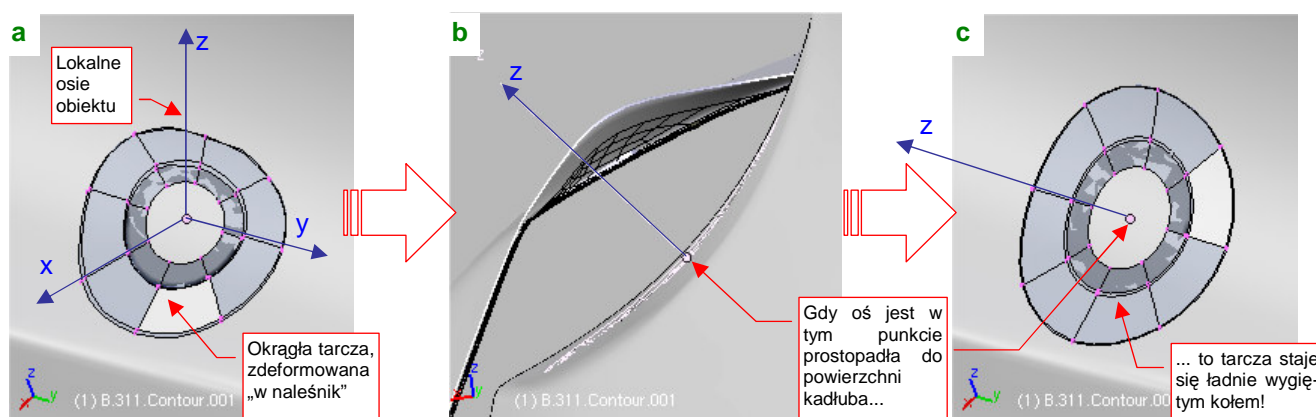 a
Lokalne
osie
obiektu
z
y
x
Okrągła tarcza,
zdeformowana
„w naleśnik”
z
y
(1) B.311.Contour.001
b
z
z
Gdy oś jest w
tym punkcie
prostopadła do
powierzchni
kadłuba...
z
(1) B.311.Contour.001
c
z
... to tarcza staje
się ładnie wygię-
tym kołem!
z
y
(1) B.311.Contour.001